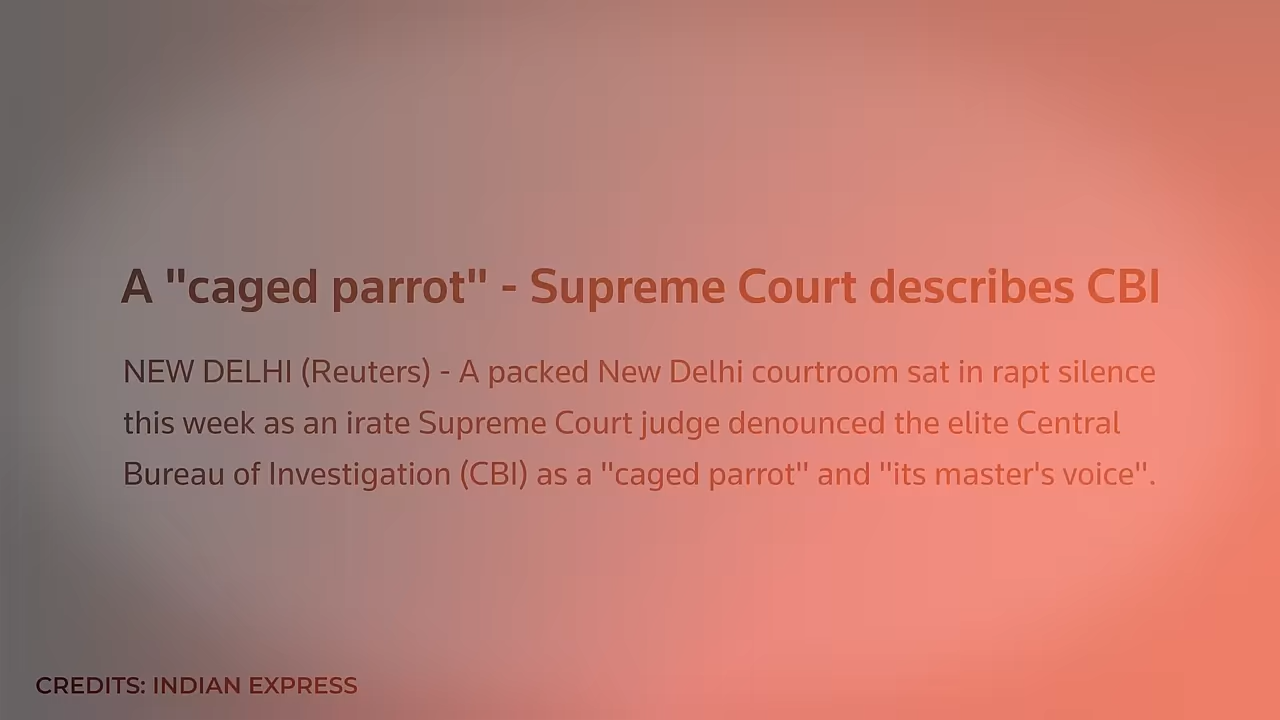 A "caged parrot" - Supreme Court describes CBI
NEW DELHI (Reuters) - A packed New Delhi courtroom sat in rapt silence
this week as an irate Supreme Court judge denounced the elite Central
Bureau of Investigation (CBI) as a "caged parrot" and "its master's voice".
CREDITS: INDIAN EXPRESS